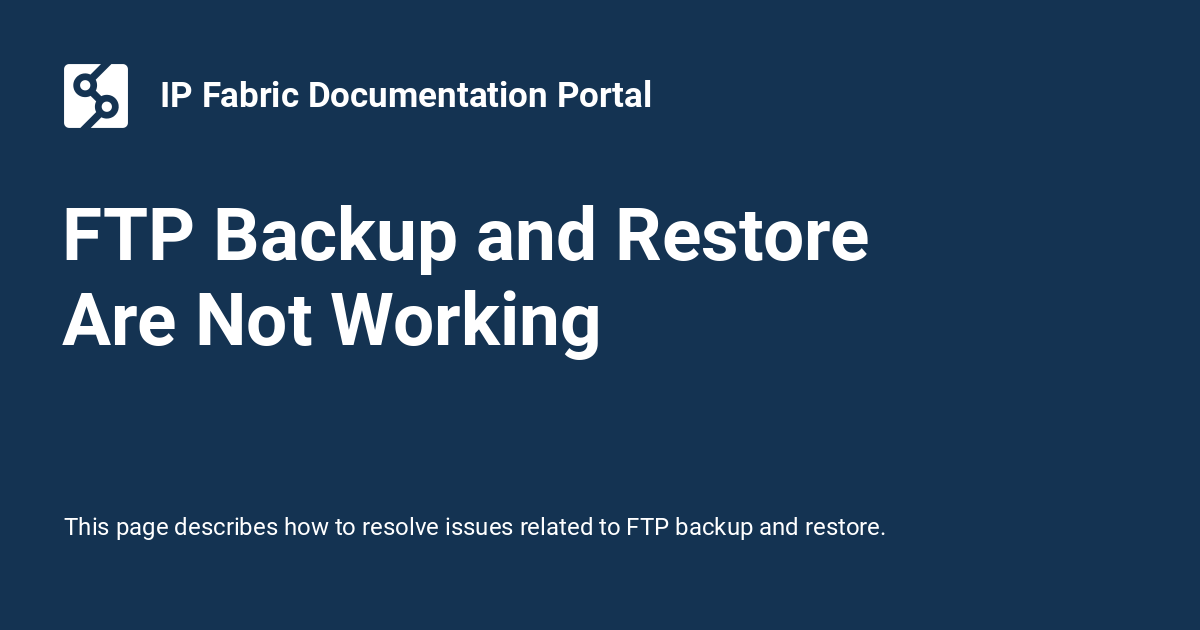 IP Fabric Documentation Portal
FTP Backup and Restore
Are Not Working
This page describes how to resolve issues related to FTP backup and restore.